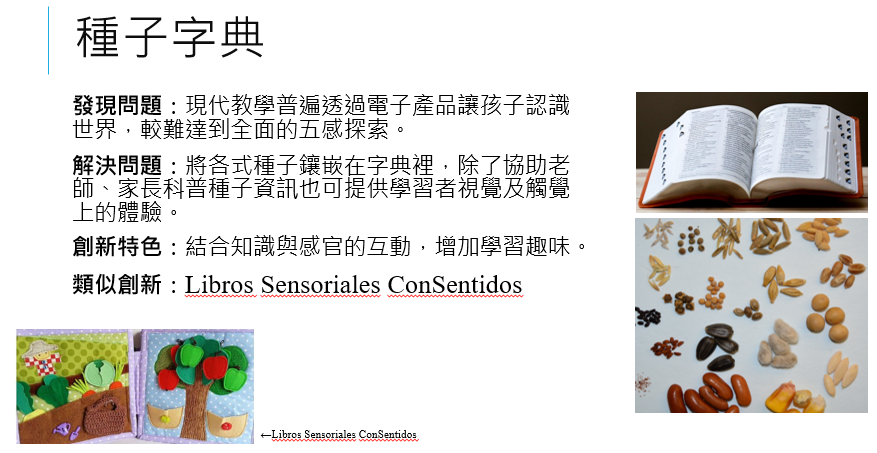 種子字典
發現問題：現代教學普遍透過電子產品讓孩子認識
世界，較難達到全面的五感探索。
解決問題：將各式種子鑲嵌在字典裡，除了協助老
師、家長科普種子資訊也可提供學習者視覺及觸覺
上的體驗。
創新特色：結合知識與感官的互動，增加學習趣味。
類似創新：Libros Sensoriales ConSentidos
←Libros Sensoriales ConSentidos